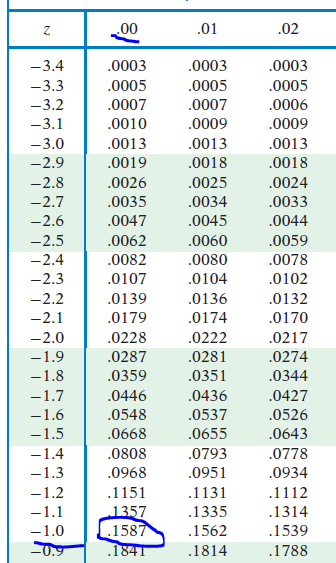 z .00 .01 .02
−3.4 .0003 .0003 .0003
−3.3 .0005 .0005 .0005
−3.2 .0007 .0007 .0006
−3.1 .0010 .0009 .0009
−3.0 .0013 .0013 .0013
−2.9 .0019 .0018 .0018
−2.8 .0026 .0025 .0024
−2.7 .0035 .0034 .0033
−2.6 .0047 .0045 .0044
−2.5 .0062 .0060 .0059
−2.4 .0082 .0080 .0078
−2.3 .0107 .0104 .0102
−2.2 .0139 .0136 .0132
−2.1 .0179 .0174 .0170
−2.0 .0228 .0222 .0217
−1.9 .0287 .0281 .0274
−1.8 .0359 .0351 .0344
−1.7 .0446 .0436 .0427
−1.6 .0548 .0537 .0526
−1.5 .0668 .0655 .0643
−1.4 .0808 .0793 .0778
−1.3 .0968 .0951 .0934
−1.2 .1151 .1131 .1112
−1.1 .1357 .1335 .1314
−1.0 .1587 .1562 .1539
−0.9 .1841 .1814 .1788